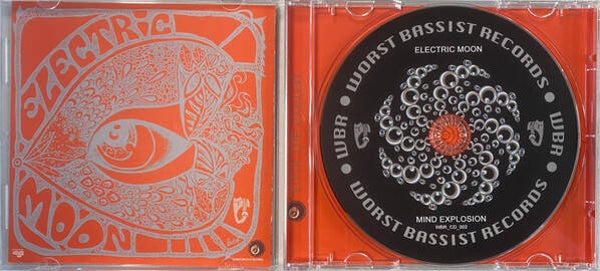 ELECTRIC
MOON
WORST BASSIST RECORDS
ELECTRIC MOON
WBR
WBR
MIND EXPLOSION
WBR_CD_002
WORST BASSIST RECORDS